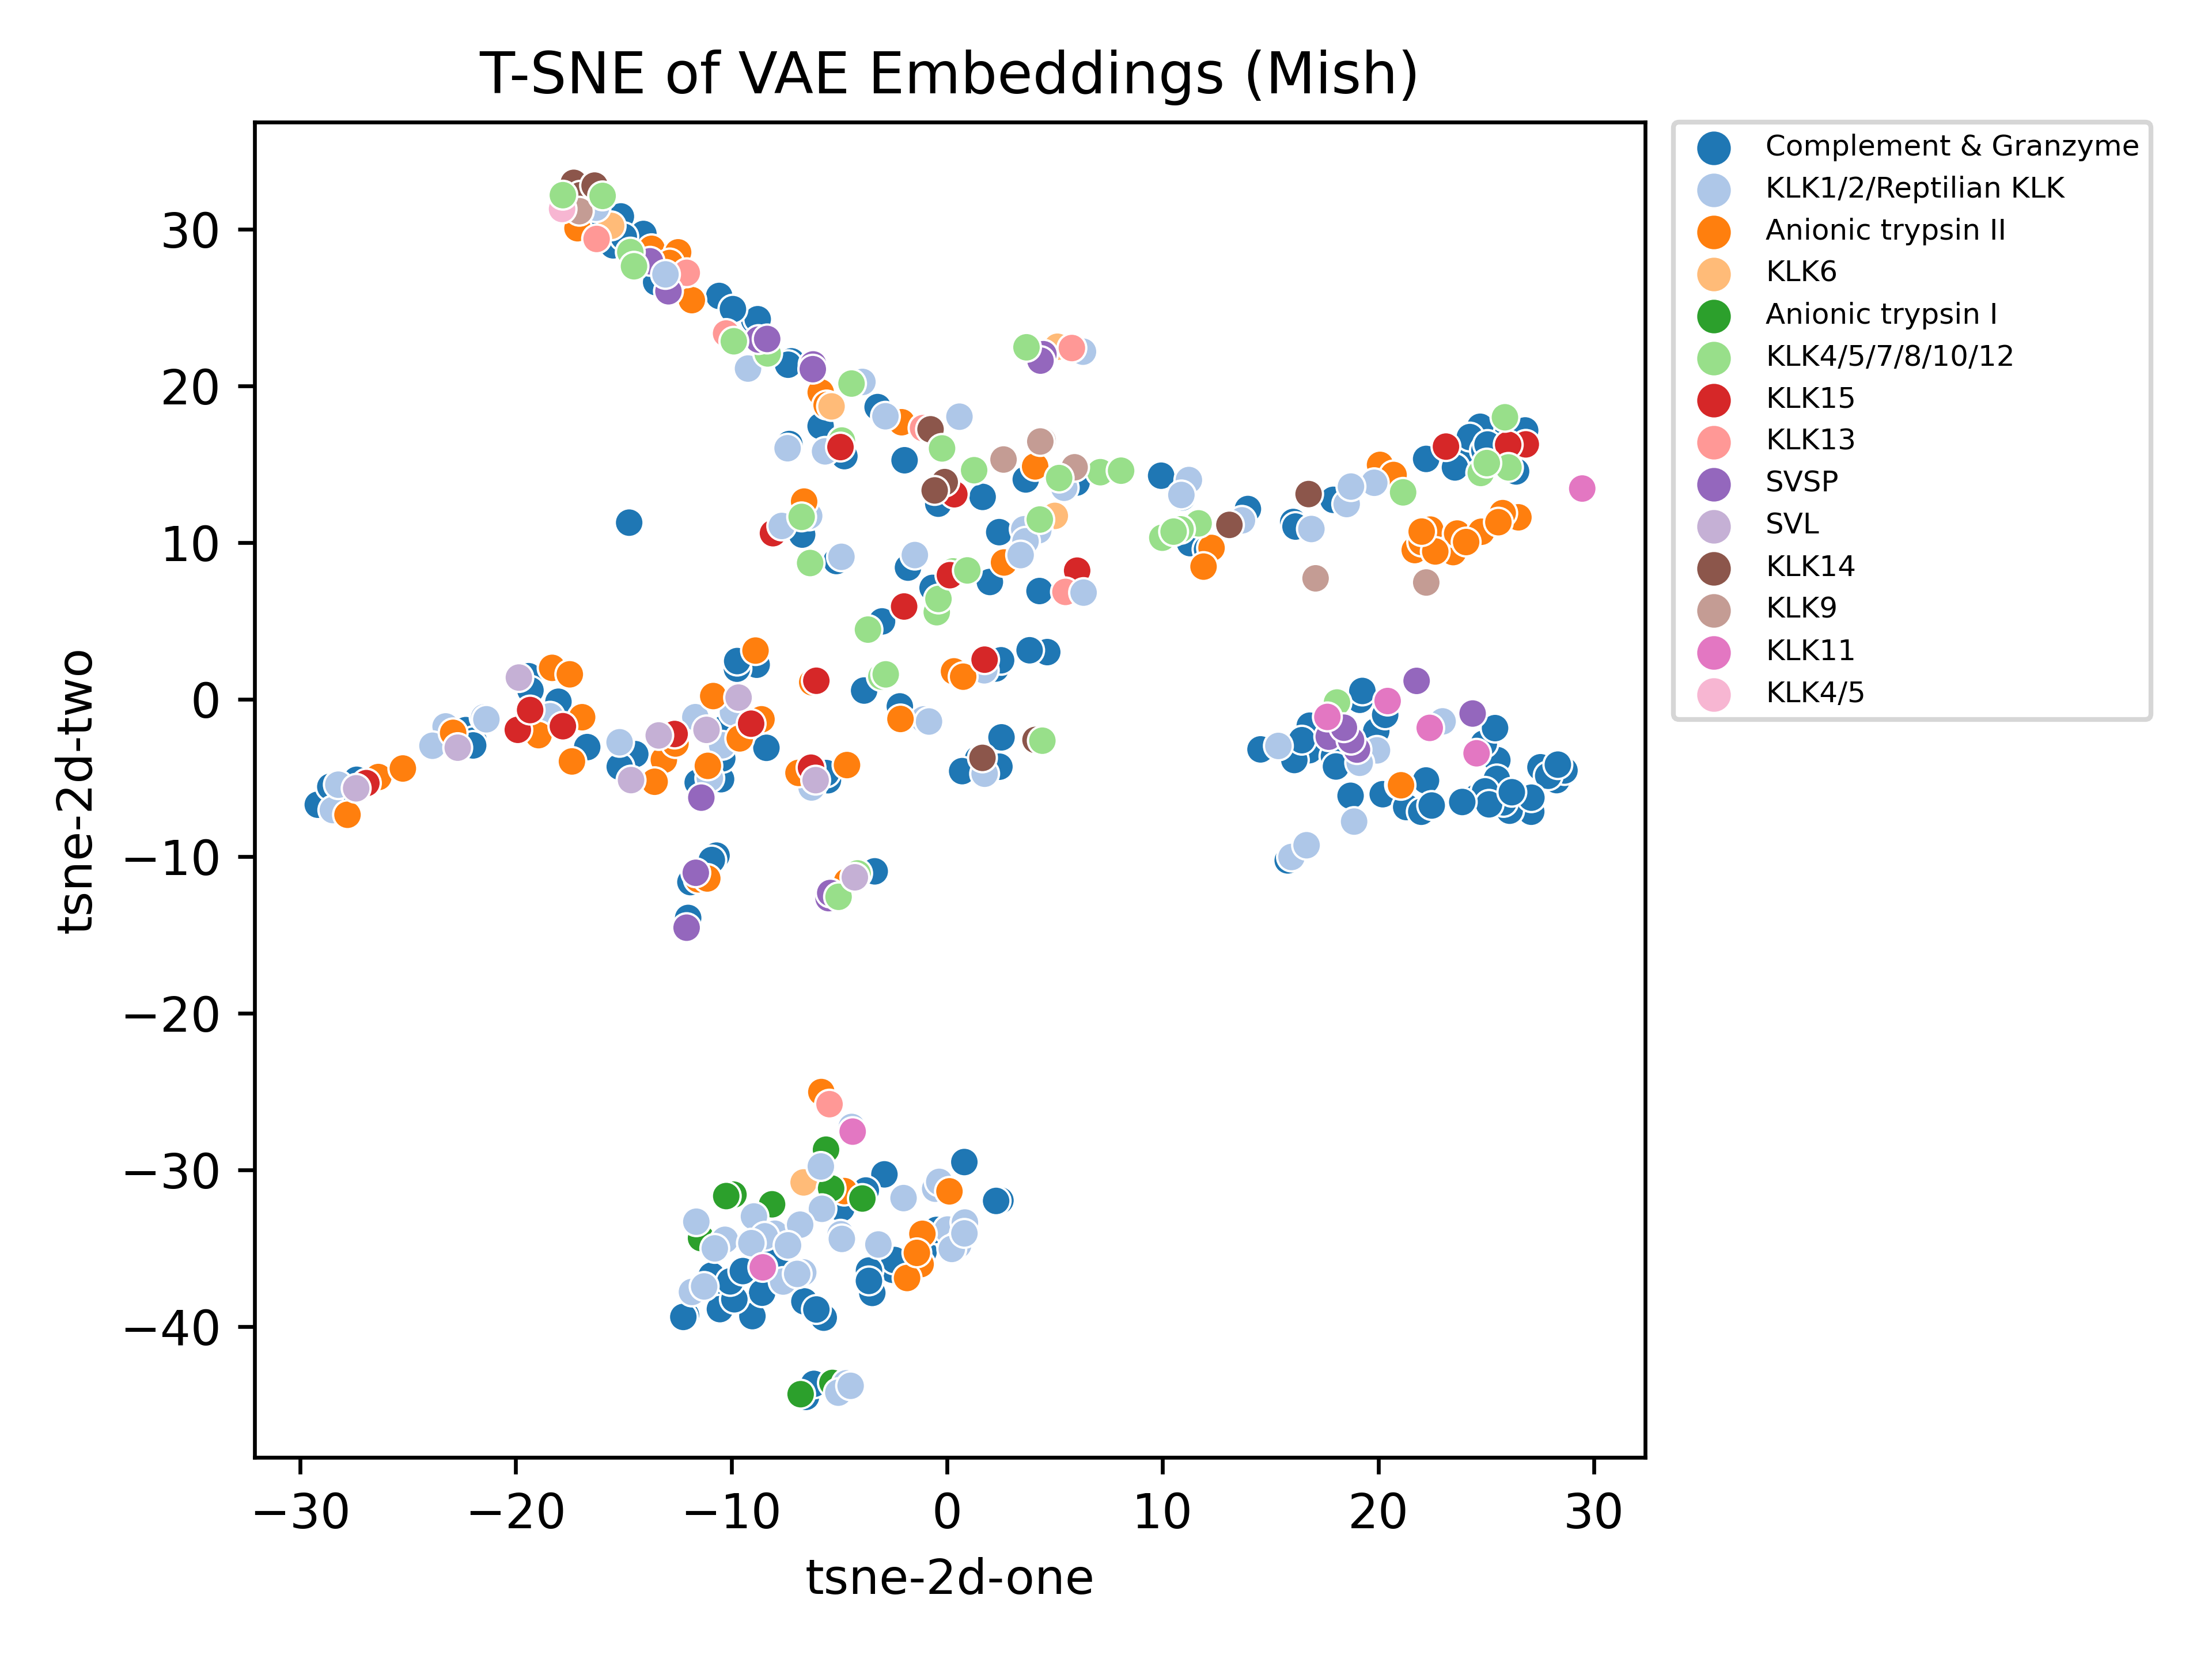 T-SNE of VAE Embeddings (Mish)
Complement & Granzyme
KLK1/2/Reptilian KLK
Anionic trypsin II
KLK6
Anionic trypsin I
KLK4/5/7/8/10/12
KLK15
KLK13
SVSP
SVL
KLK14
KLK9
KLK11
KLK4/5
tsne-2d-two
30
20
10
0
−10
−20
−30
−40
−30
−20
−10
0
10
20
30
tsne-2d-one